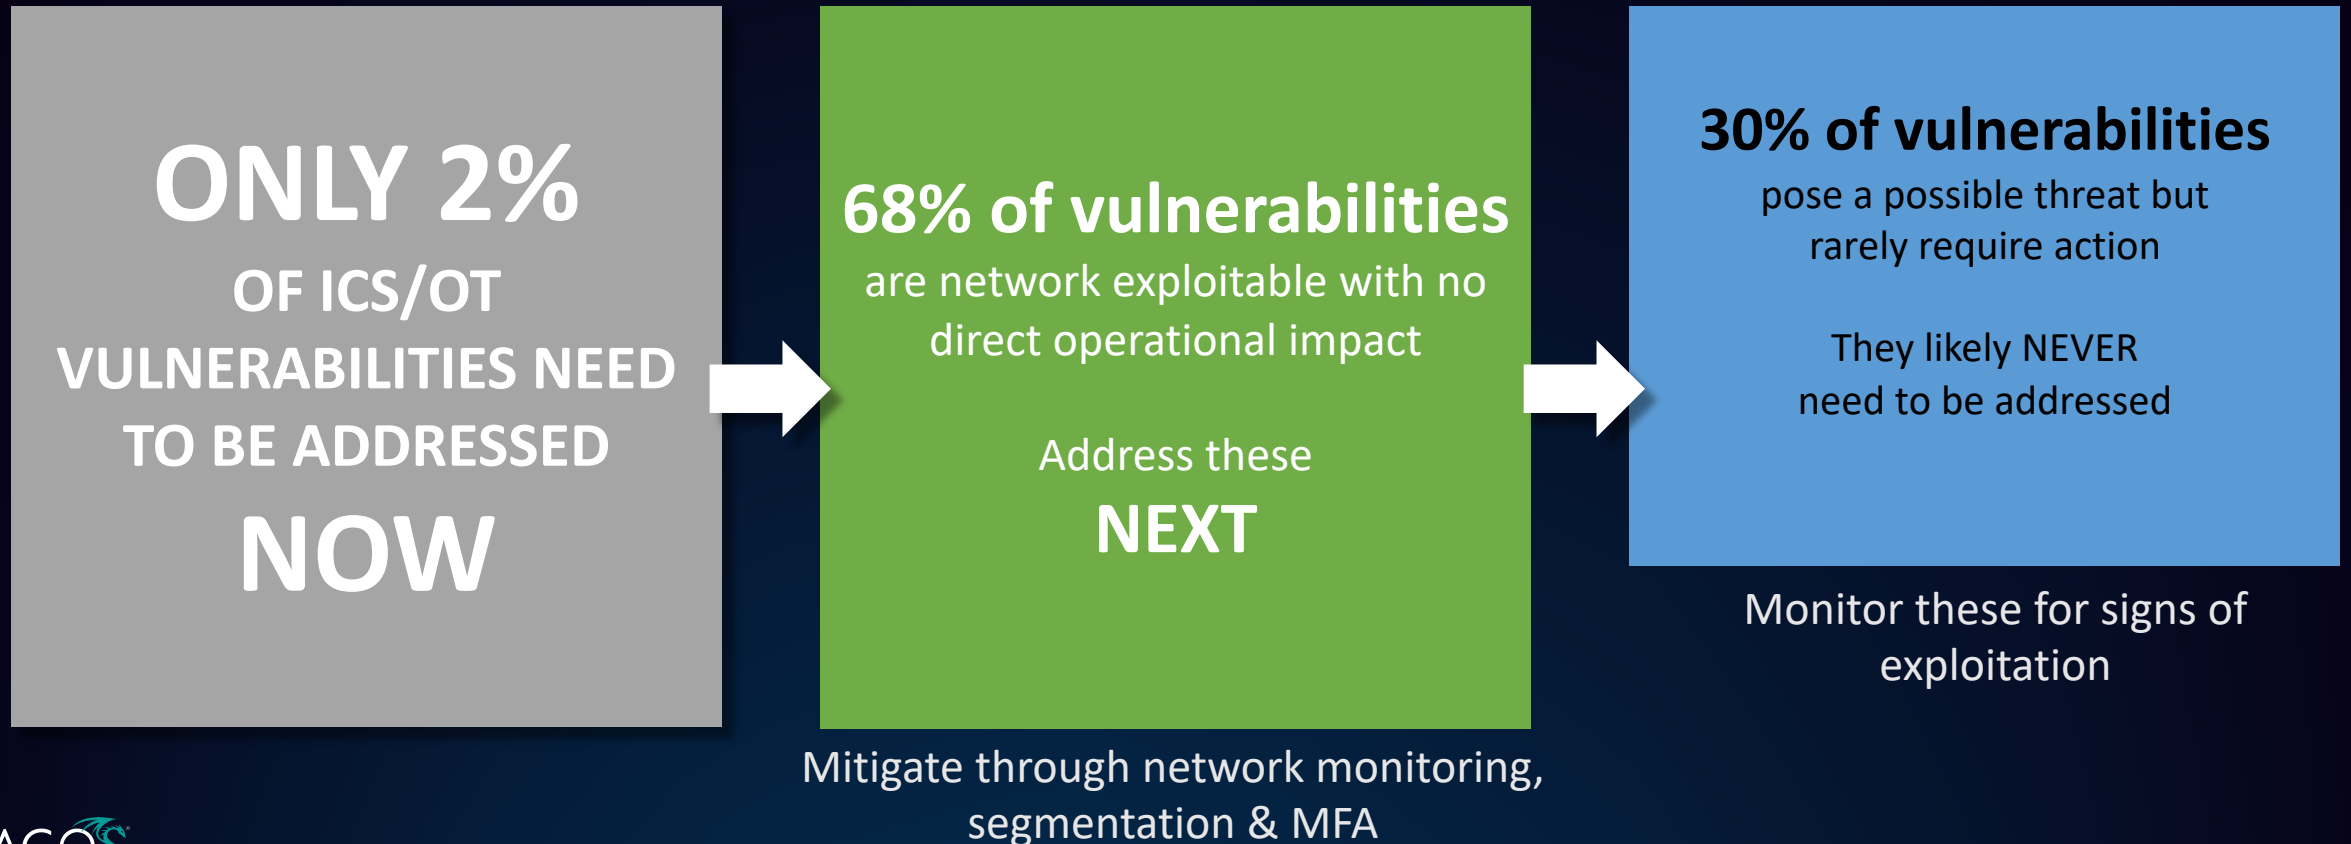 ONLY 2%
OF ICS/OT
VULNERABILITIES NEED
TO BE ADDRESSED
NOW
68% of vulnerabilities
are network exploitable with no
direct operational impact
Address these
NEXT
Mitigate through network monitoring,
segmentation & MFA
30% of vulnerabilities
pose a possible threat but
rarely require action
They likely NEVER
need to be addressed
Monitor these for signs of
exploitation